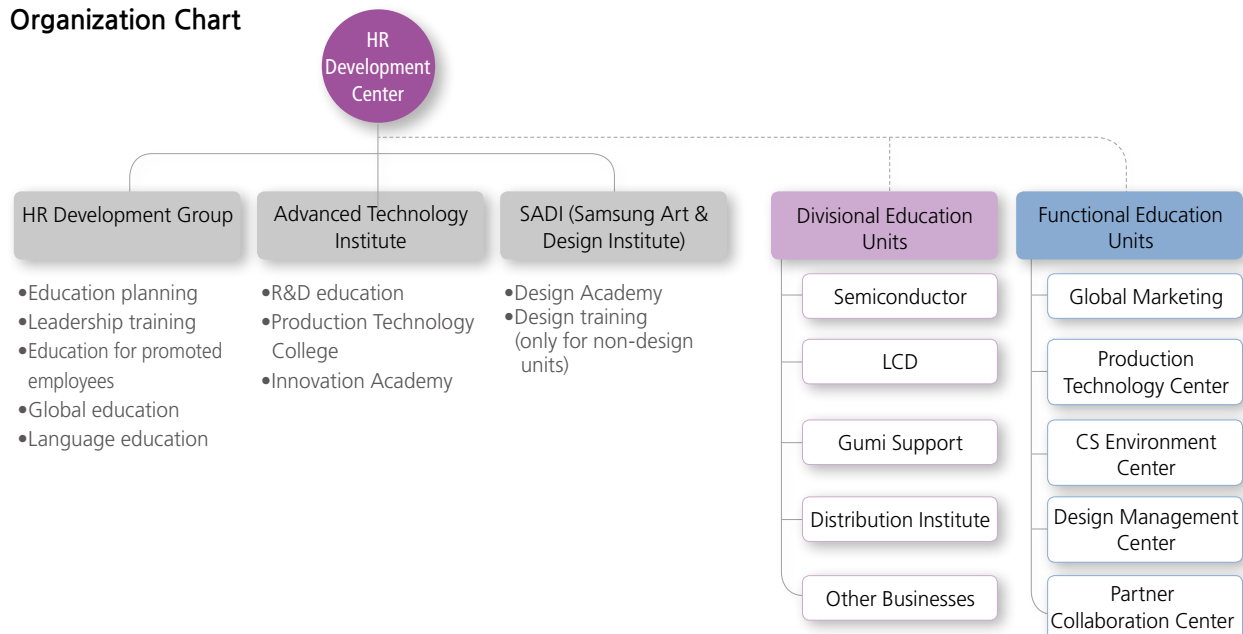 Organization Chart
HR
Development
Center
HR Development Group
•Education planning
•Leadership training
•Education for promoted
employees
•Global education
•Language education
Advanced Technology
Institute
•R&D education
•Production Technology
College
•Innovation Academy
SADI (Samsung Art &
Design Institute)
•Design Academy
•Design training
(only for non-design
units)
Divisional Education
Units
Semiconductor
LCD
Gumi Support
Distribution Institute
Other Businesses
Functional Education
Units
Global Marketing
Production
Technology Center
CS Environment
Center
Design Management
Center
Partner
Collaboration Center